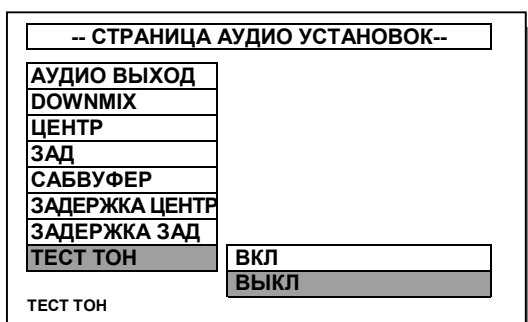 -- СТРАНИЦА АУДИО УСТАНОВОК--
АУДИО ВЫХОД
DOWNMIX
ЦЕНТР
ЗАД
САБВУФЕР
ЗАДЕРЖКА ЦЕНТР
ЗАДЕРЖКА ЗАД
ТЕСТ ТОН
ВКЛ
ВЫКЛ
ТЕСТ ТОН